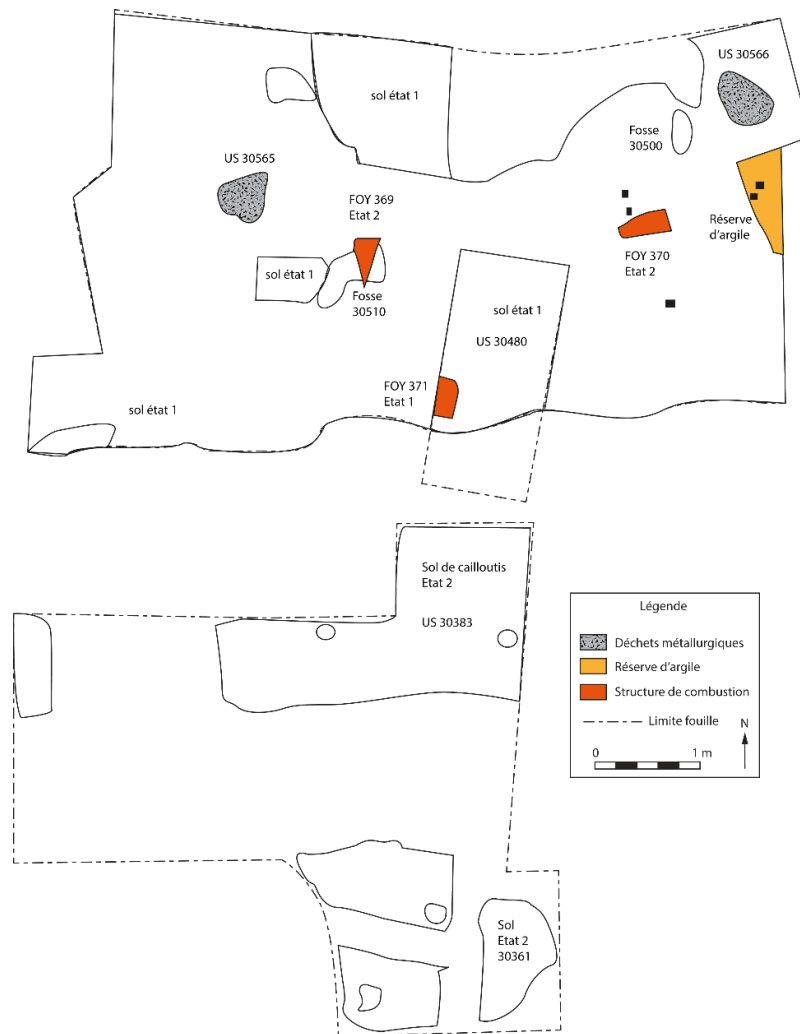 US 30566
sol état 1
Fosse
30500
US 30565
FOY 369
Etat 2
Réserve
d'argile
FOY 370
Etat 2
sol état 1
Fosse
30510
sol état 1
US 30480
FOY 371
Etat 1
sol état 1
Sol de cailloutis
Etat 2
US 30383
Légende
Déchets métallurgiques
Réserve d'argile
Structure de combustion
Limite fouille
N
0 1 m
Sol
Etat 2
30361